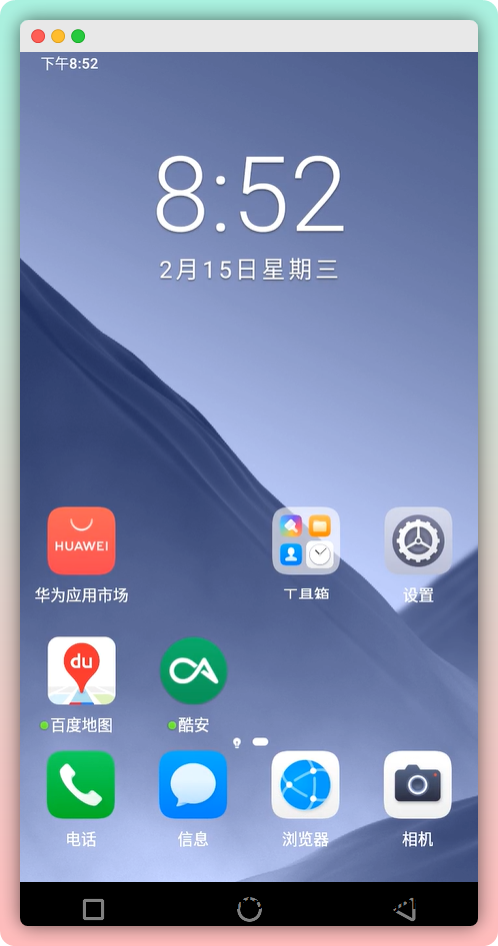 下午8:52
8:52
2月15日星期三
HUAWEI
华为应用市场
工具箱
设置
du
百度地图
酷安
电话
信息
浏览器
相机